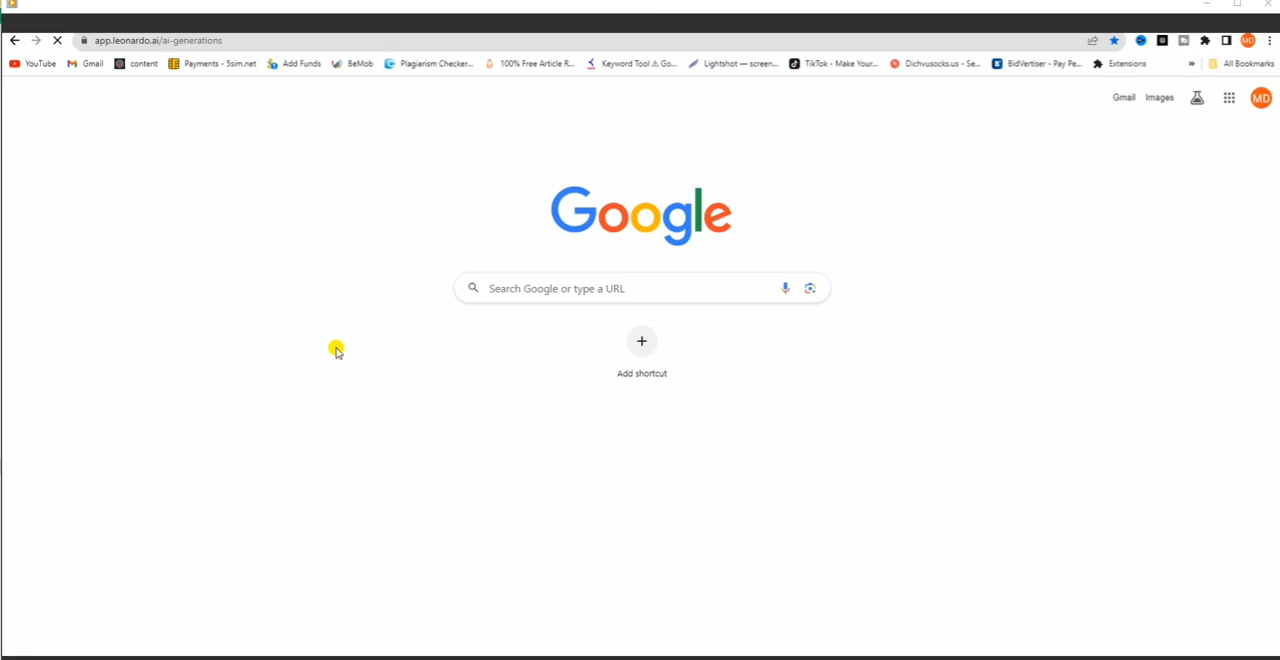 app.leonardo.ai/ai-generations MD
YouTube Gmail content Payments - 5sim.net Add Funds BeMob Plagiarism Checker... 100% Free Article R... Keyword Tool ⚠ Go... Lightshot — screen... TikTok - Make Your... Dichvusocks.us - Se... BidVertiser - Pay Pe... Extensions » All Bookmarks
Gmail Images MD
Google
Search Google or type a URL
Add shortcut